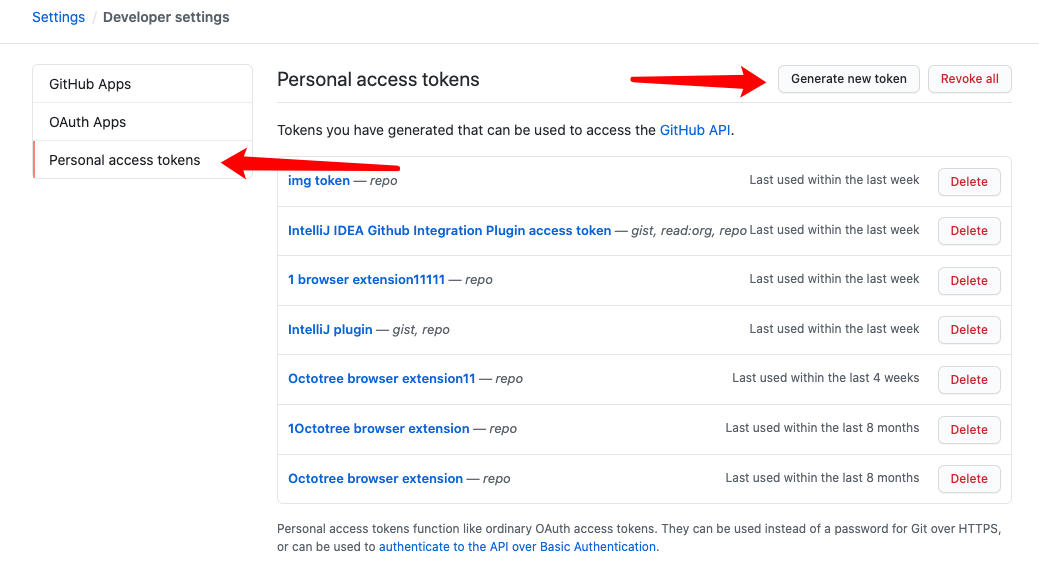 Settings / Developer settings
GitHub Apps
OAuth Apps
Personal access tokens
Personal access tokens
Generate new token
Revoke all
Tokens you have generated that can be used to access the GitHub API.
img token — repo Last used within the last week Delete
IntelliJ IDEA Github Integration Plugin access token — gist, read:org, repo Last used within the last week Delete
1 browser extension11111 — repo Last used within the last week Delete
IntelliJ plugin — gist, repo Last used within the last week Delete
Octotree browser extension11 — repo Last used within the last 4 weeks Delete
1Octotree browser extension — repo Last used within the last 8 months Delete
Octotree browser extension — repo Last used within the last 8 months Delete
Personal access tokens function like ordinary OAuth access tokens. They can be used instead of a password for Git over HTTPS,
or can be used to authenticate to the API over Basic Authentication.